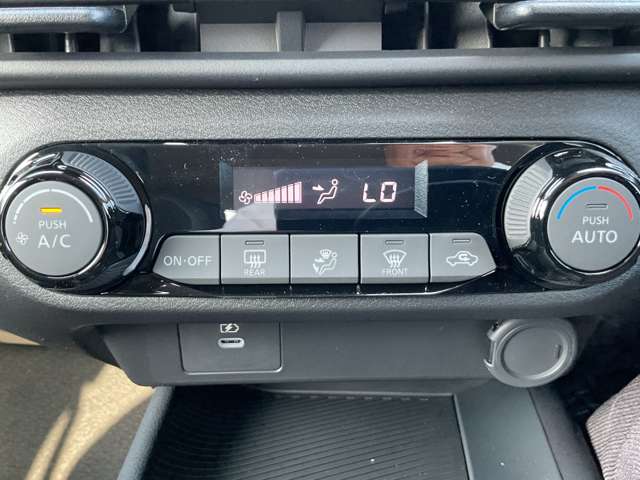 LO
PUSH
A/C
PUSH
AUTO
ON·OFF
REAR
FRONT